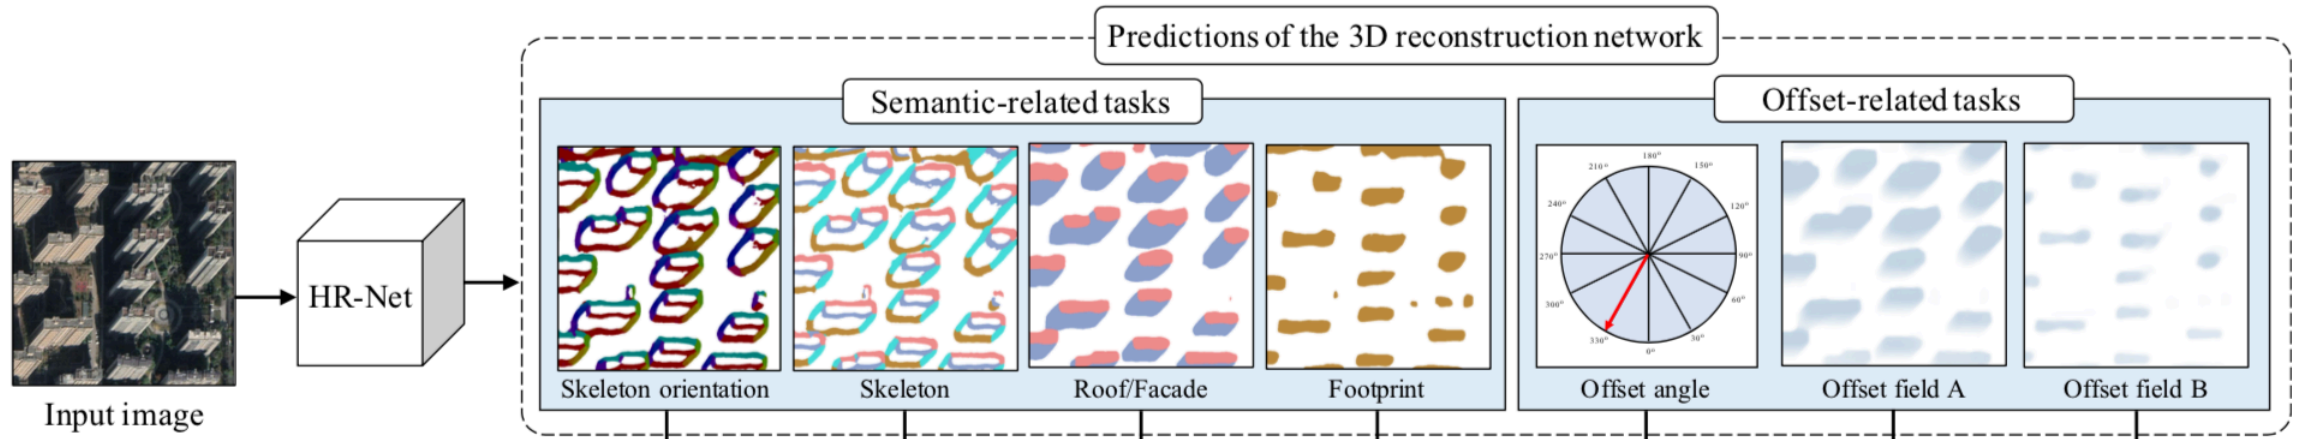 Predictions of the 3D reconstruction network
Semantic-related tasks
Offset-related tasks
HR-Net
180°
210°
150°
240°
120°
270°
90°
300°
60°
330°
30°
0°
Input image
Skeleton orientation
Skeleton
Roof/Facade
Footprint
Offset angle
Offset field A
Offset field B